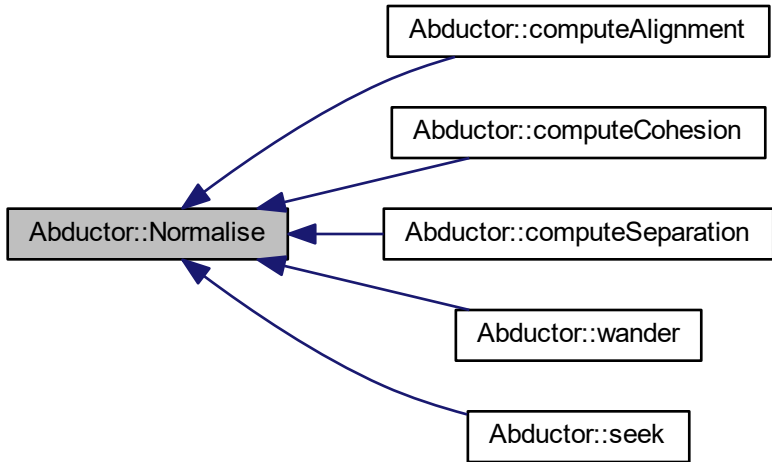 Abductor::computeAlignment
Abductor::computeCohesion
Abductor::Normalise
Abductor::computeSeparation
Abductor::wander
Abductor::seek